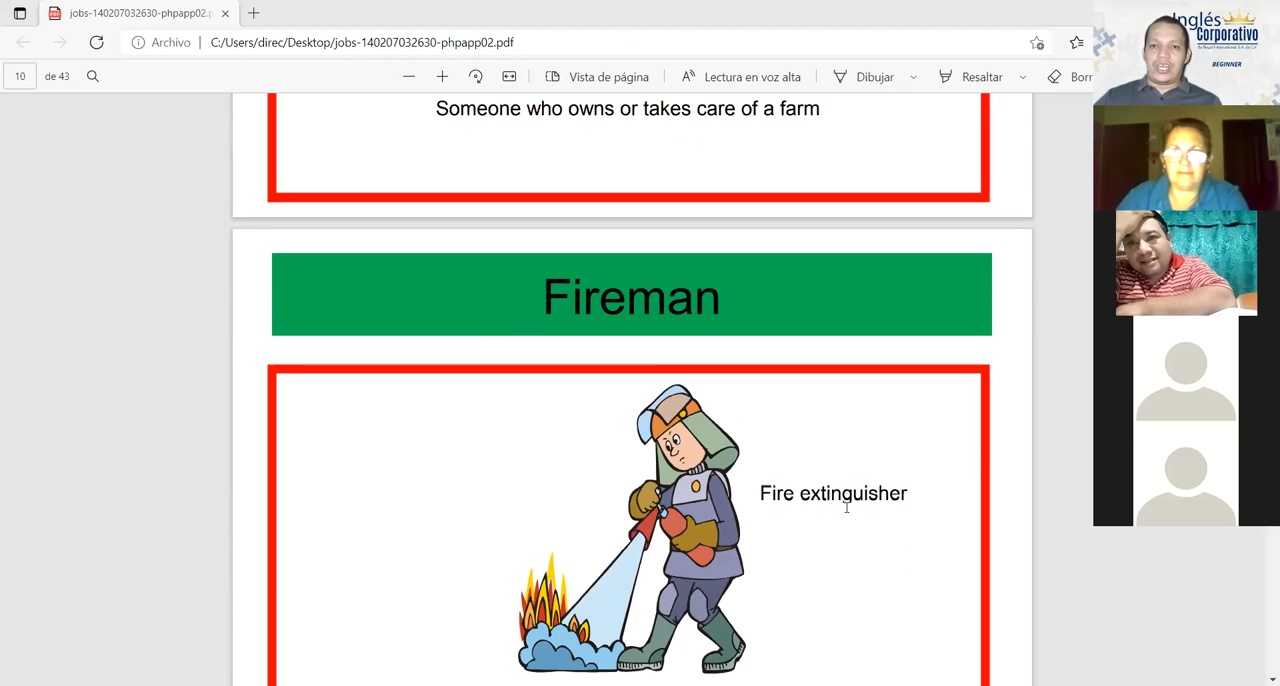 jobs-140207032630-phpapp02.p
Archivo | C:/Users/direc/Desktop/jobs-140207032630-phpapp02.pdf
10 de 43 Vista de página Lectura en voz alta Dibujar Resaltar Borr
Inglés
Corporativo
BEGINNER
Someone who owns or takes care of a farm
Fireman
Fire extinguisher